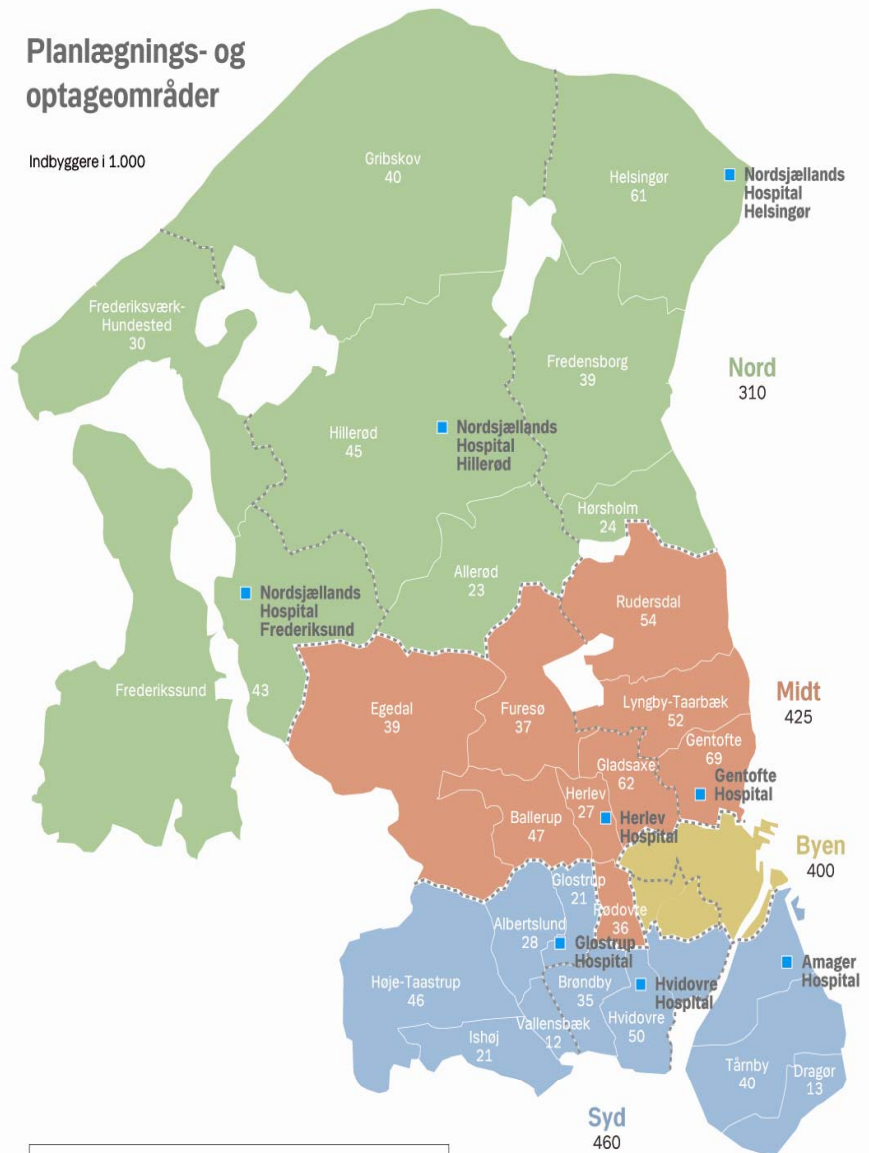 Planlægnings- og
optageområder
Indbyggere i 1.000
Gribskov
40
Helsingør
61
Nordsjællands
Hospital
Helsingør
Frederiksværk-
Hundested
30
Fredensborg
39
Nord
310
Hillerød
45
Nordsjællands
Hospital
Hillerød
Hørsholm
24
Allerød
23
Nordsjællands
Hospital
Frederiksund
Rudersdal
54
Frederikssund 43
Egedal
39
Furesø
37
Lyngby-Taarbæk
52
Midt
425
Gentofte
69
Gladsaxe
62
Gentofte
Hospital
Herlev
27
Herlev
Hospital
Ballerup
47
Byen
400
Glostrup
21
Rødovre
36
Albertslund
28
Glostrup
Hospital
Amager
Hospital
Høje-Taastrup
46
Brøndby
35
Hvidovre
Hospital
Hvidovre
50
Vallensbæk
12
Ishøj
21
Tårnby
40
Dragør
13
Syd
460